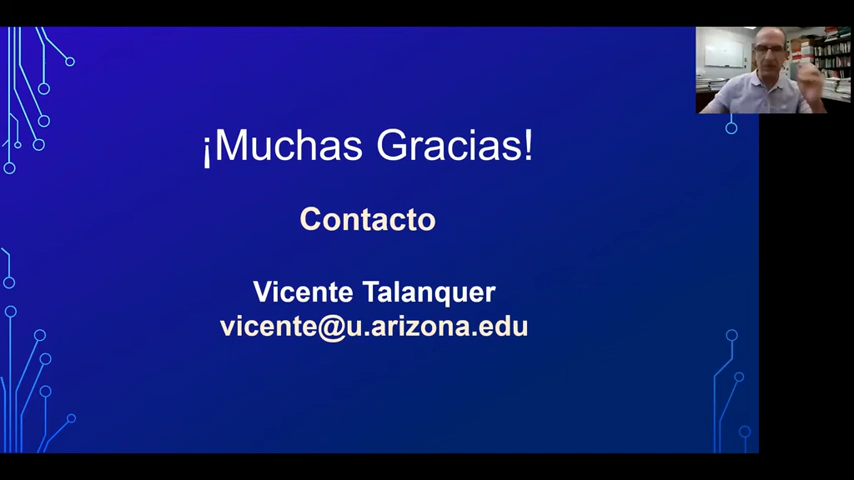 ¡Muchas Gracias!
Contacto
Vicente Talanquer
vicente@u.arizona.edu